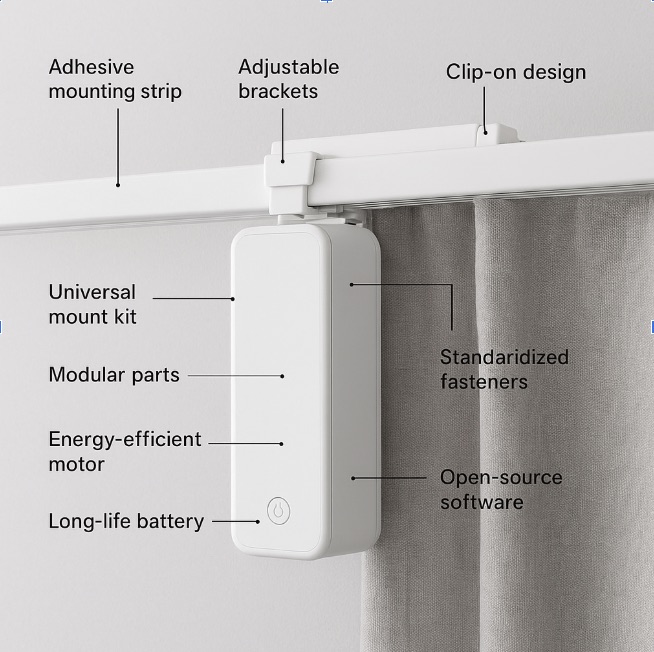 Adhesive
mounting strip
Adjustable
brackets
Clip-on design
Universal
mount kit
Modular parts
Energy-efficient
motor
Long-life battery
Standaridized
fasteners
Open-source
software